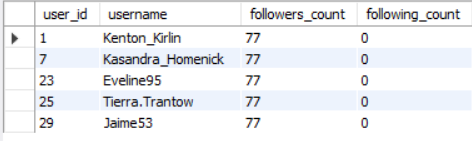 user_id username followers_count following_count
1 Kenton_Kirlin 77 0
7 Kasandra_Homenick 77 0
23 Eveline95 77 0
25 Tierra.Trantow 77 0
29 Jaime53 77 0